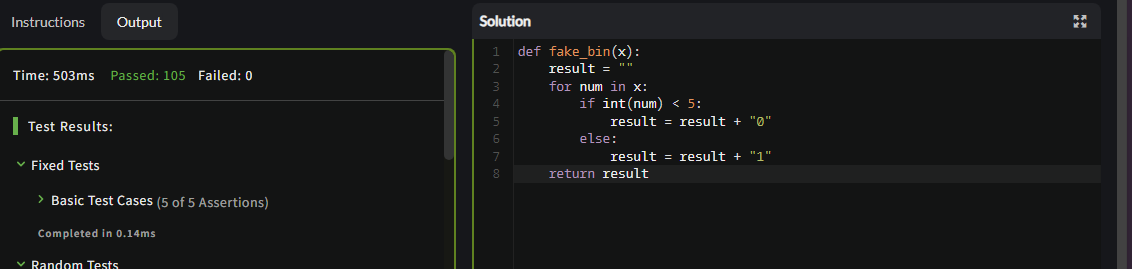 Instructions
Output
Time: 503ms Passed: 105 Failed: 0
Test Results:
Fixed Tests
Basic Test Cases (5 of 5 Assertions)
Completed in 0.14ms
Random Tests
Solution
1 def fake_bin(x):
2     result = ""
3     for num in x:
4         if int(num) < 5:
5             result = result + "0"
6         else:
7             result = result + "1"
8     return result